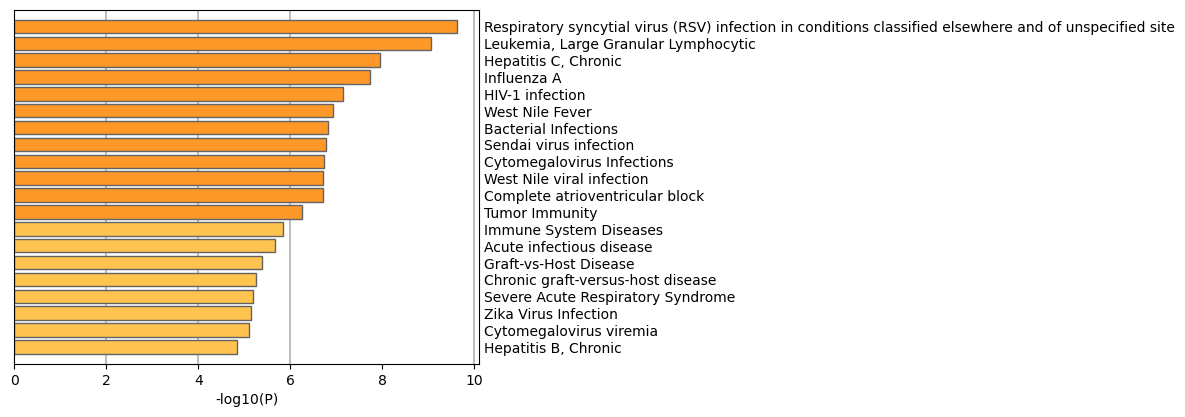 Respiratory syncytial virus (RSV) infection in conditions classified elsewhere and of unspecified site
Leukemia, Large Granular Lymphocytic
Hepatitis C, Chronic
Influenza A
HIV-1 infection
West Nile Fever
Bacterial Infections
Sendai virus infection
Cytomegalovirus Infections
West Nile viral infection
Complete atrioventricular block
Tumor Immunity
Immune System Diseases
Acute infectious disease
Graft-vs-Host Disease
Chronic graft-versus-host disease
Severe Acute Respiratory Syndrome
Zika Virus Infection
Cytomegalovirus viremia
Hepatitis B, Chronic
0 2 4 6 8 10
-log10(P)